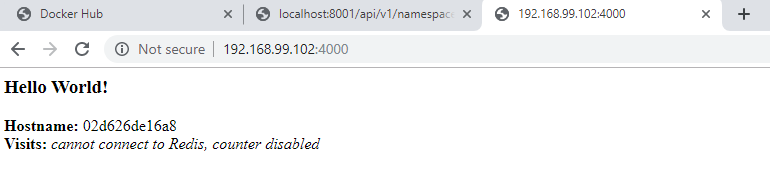 Docker Hub
localhost:8001/api/v1/namespace
192.168.99.102:4000
Not secure
192.168.99.102:4000
Hello World!
Hostname: 02d626de16a8
Visits: cannot connect to Redis, counter disabled